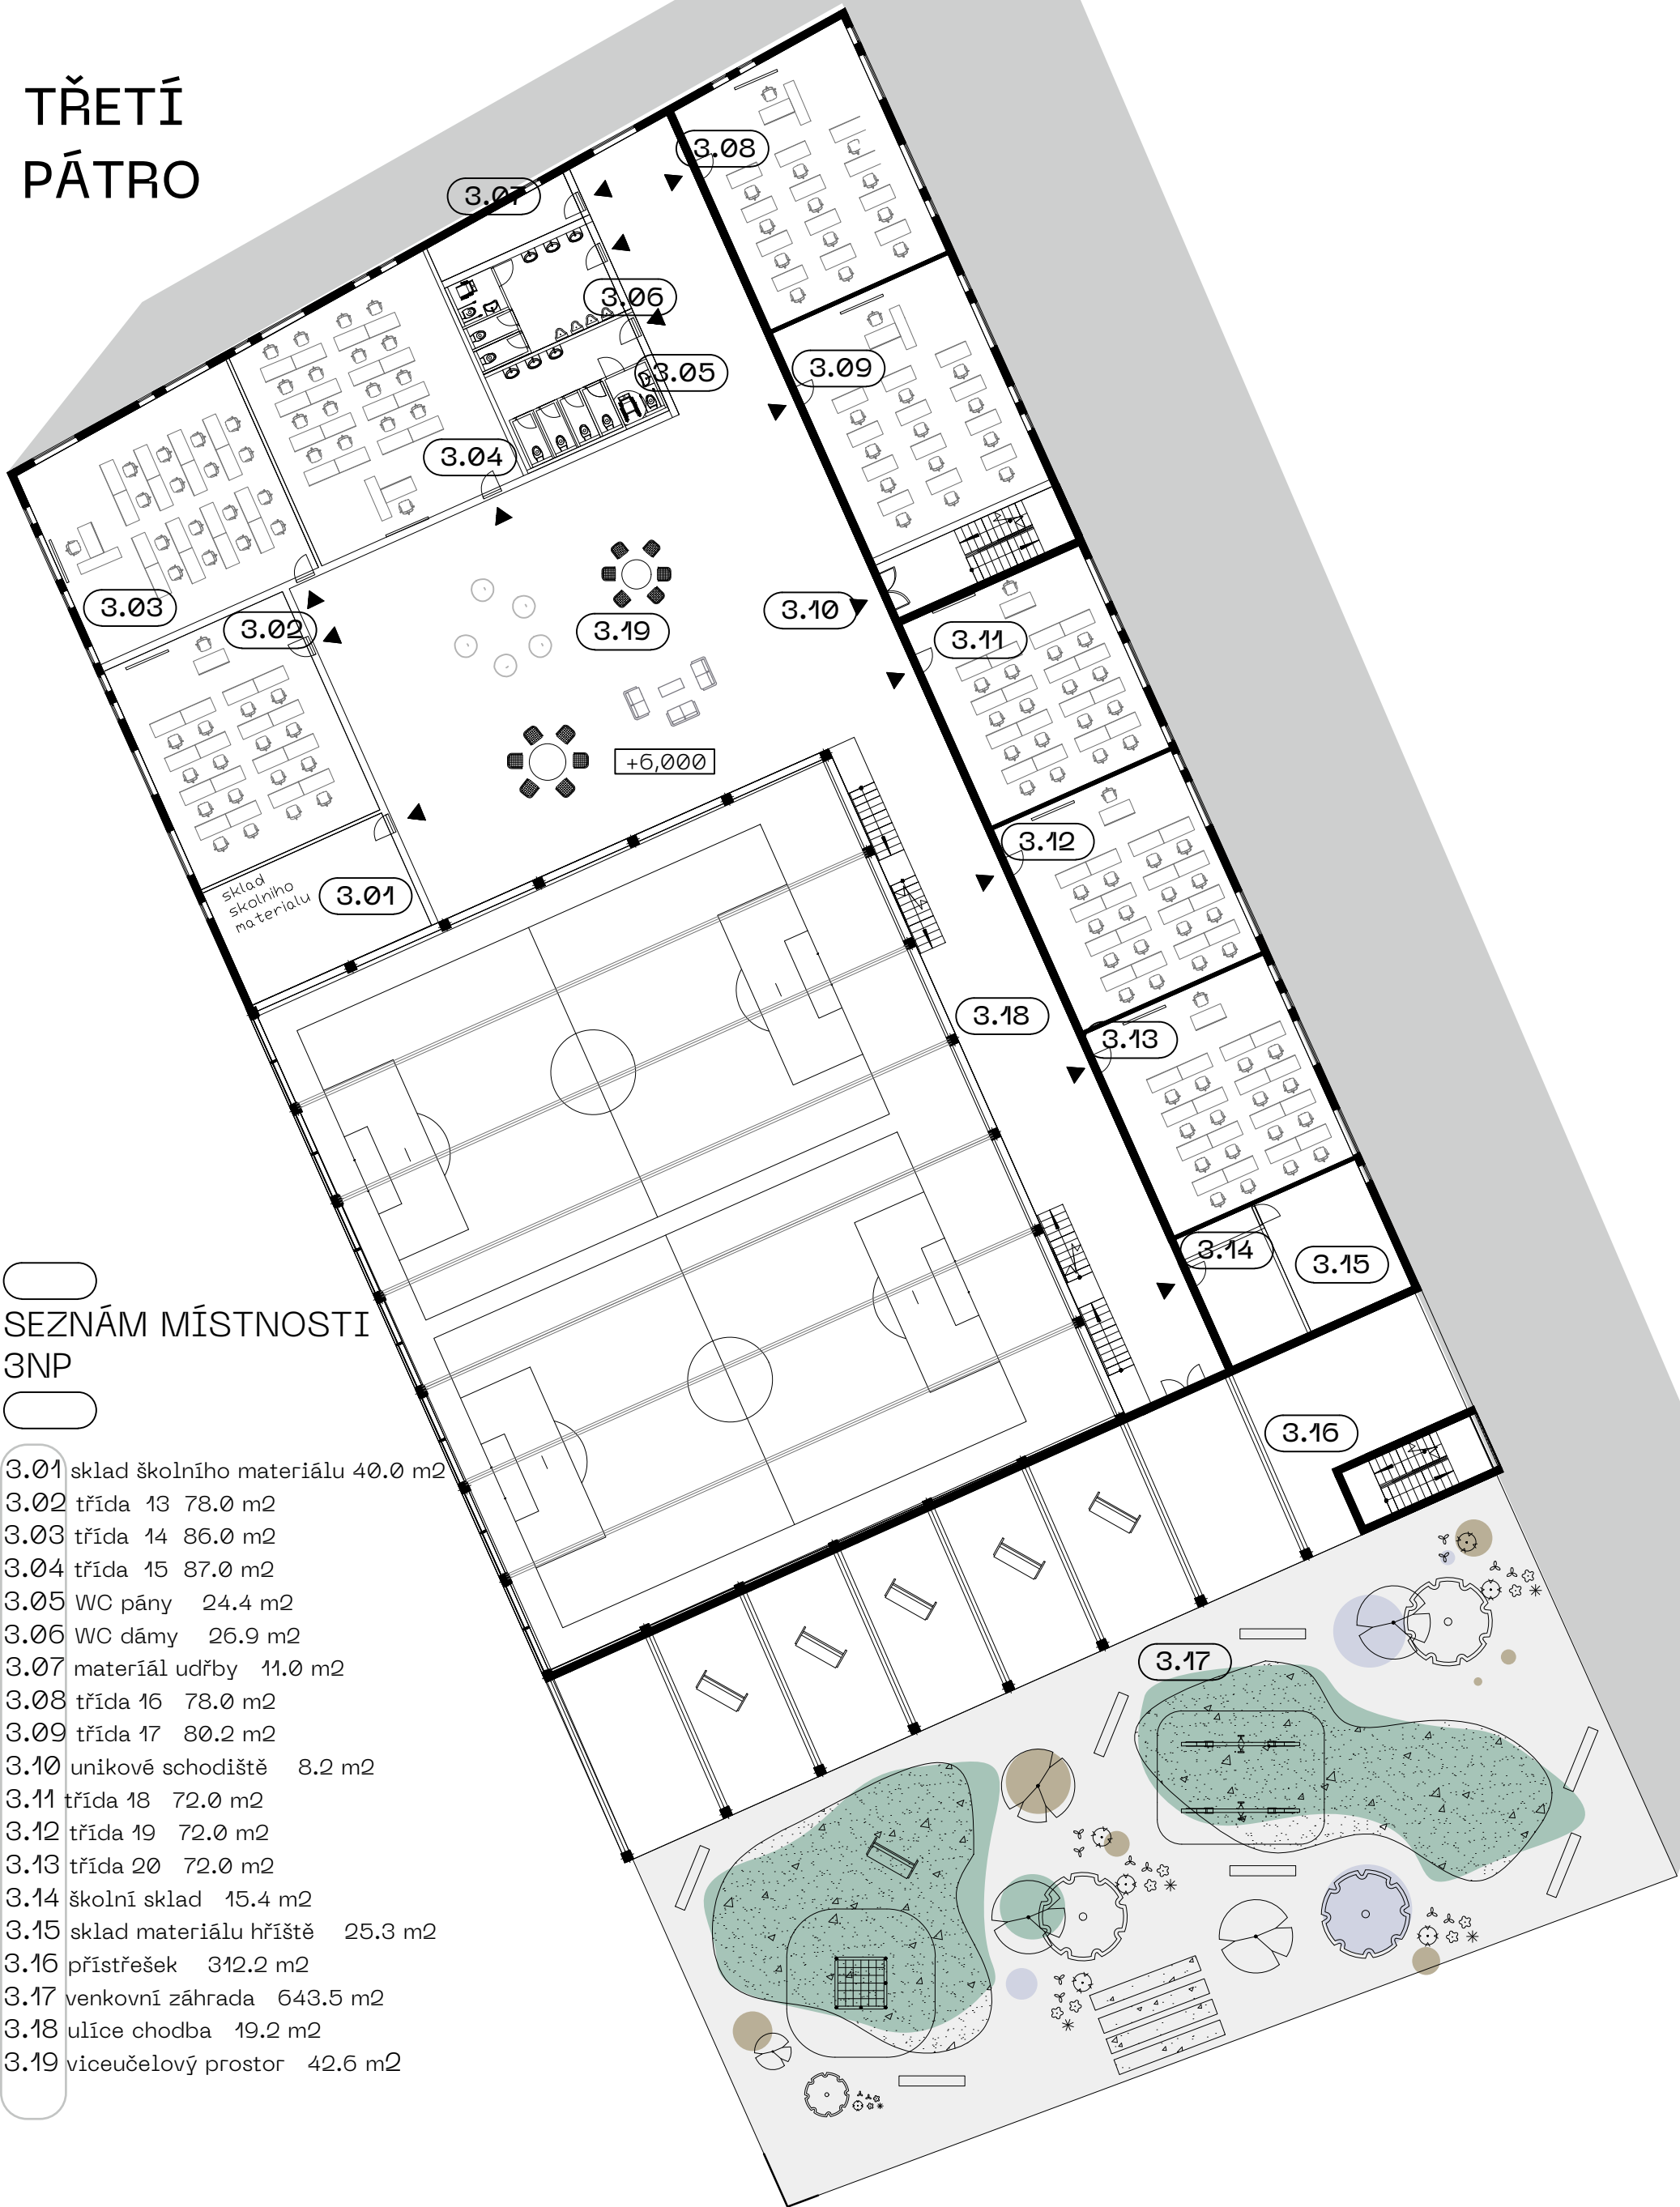 TŘETÍ
PÁTRO
3.08
3.07
3.06
3.05
3.09
3.04
3.03
3.02
3.19
3.10
3.11
+6,000
3.12
sklad
skolniho
materialu
3.01
3.18
3.13
3.14
3.15
3.16
3.17
SEZNÁM MÍSTNOSTI
3NP
3.01 sklad školního materiálu 40.0 m2
3.02 třída 13 78.0 m2
3.03 třída 14 86.0 m2
3.04 třída 15 87.0 m2
3.05 WC pány 24.4 m2
3.06 WC dámy 26.9 m2
3.07 materíál udřby 11.0 m2
3.08 třída 16 78.0 m2
3.09 třída 17 80.2 m2
3.10 unikové schodiště 8.2 m2
3.11 třída 18 72.0 m2
3.12 třída 19 72.0 m2
3.13 třída 20 72.0 m2
3.14 školní sklad 15.4 m2
3.15 sklad materiálu hříště 25.3 m2
3.16 přístřešek 312.2 m2
3.17 venkovní záhrada 643.5 m2
3.18 ulíce chodba 19.2 m2
3.19 viceučelový prostor 42.6 m2